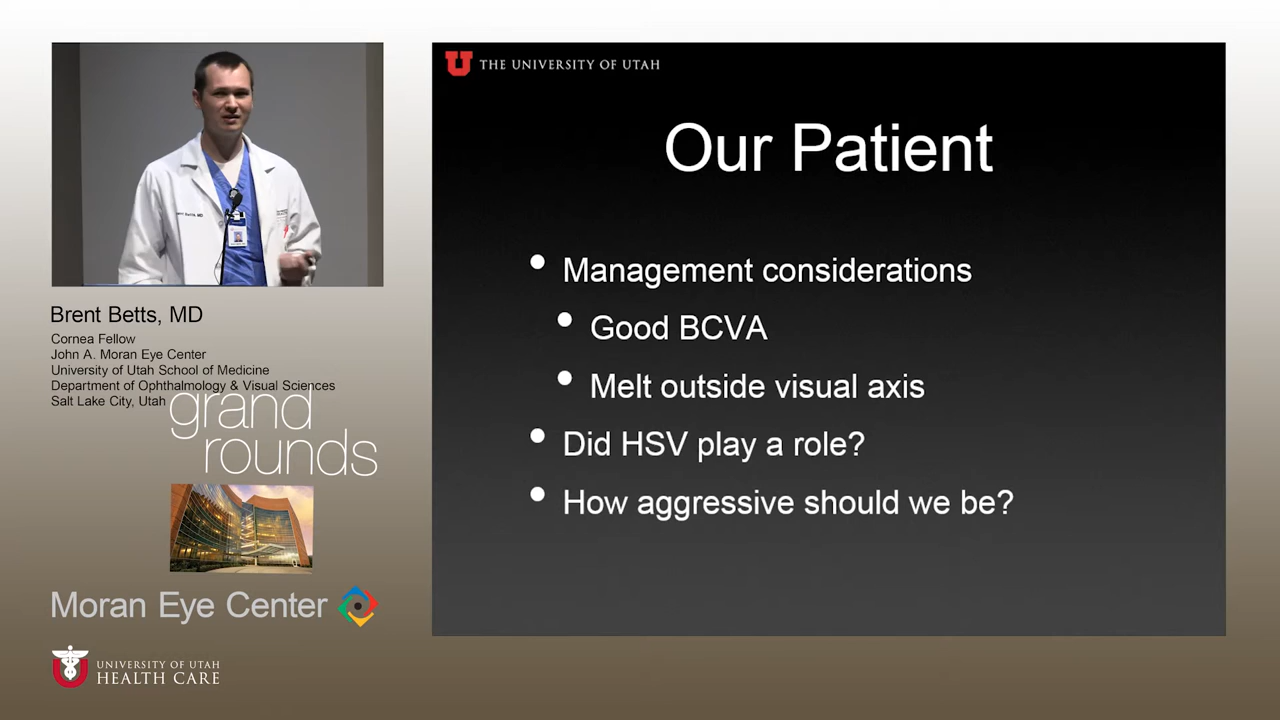 THE UNIVERSITY OF UTAH
Our Patient
• Management considerations
• Good BCVA
• Melt outside visual axis
• Did HSV play a role?
• How aggressive should we be?
Brent Betts, MD
Cornea Fellow
John A. Moran Eye Center
University of Utah School of Medicine
Department of Ophthalmology & Visual Sciences
Salt Lake City, Utah
grand
rounds
Moran Eye Center
UNIVERSITY OF UTAH
HEALTH CARE